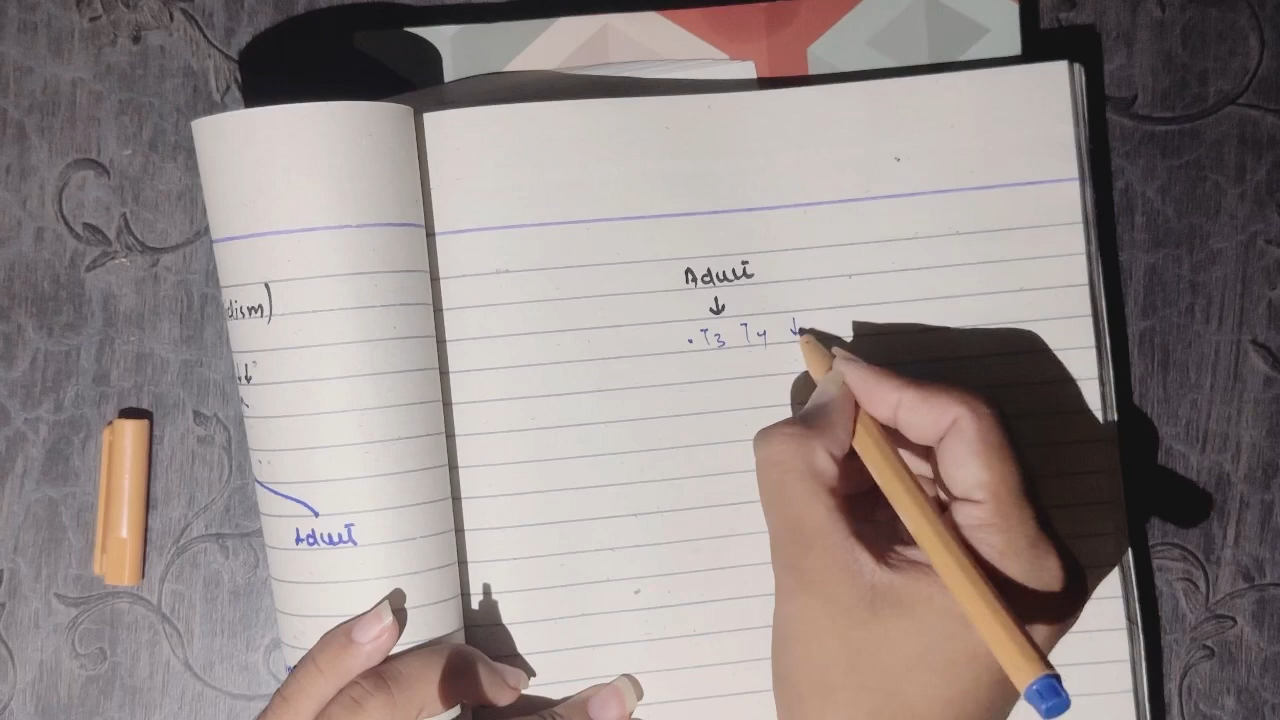 dism)
↓↓
Adult
Adult
↓
. T3 T4 ↓